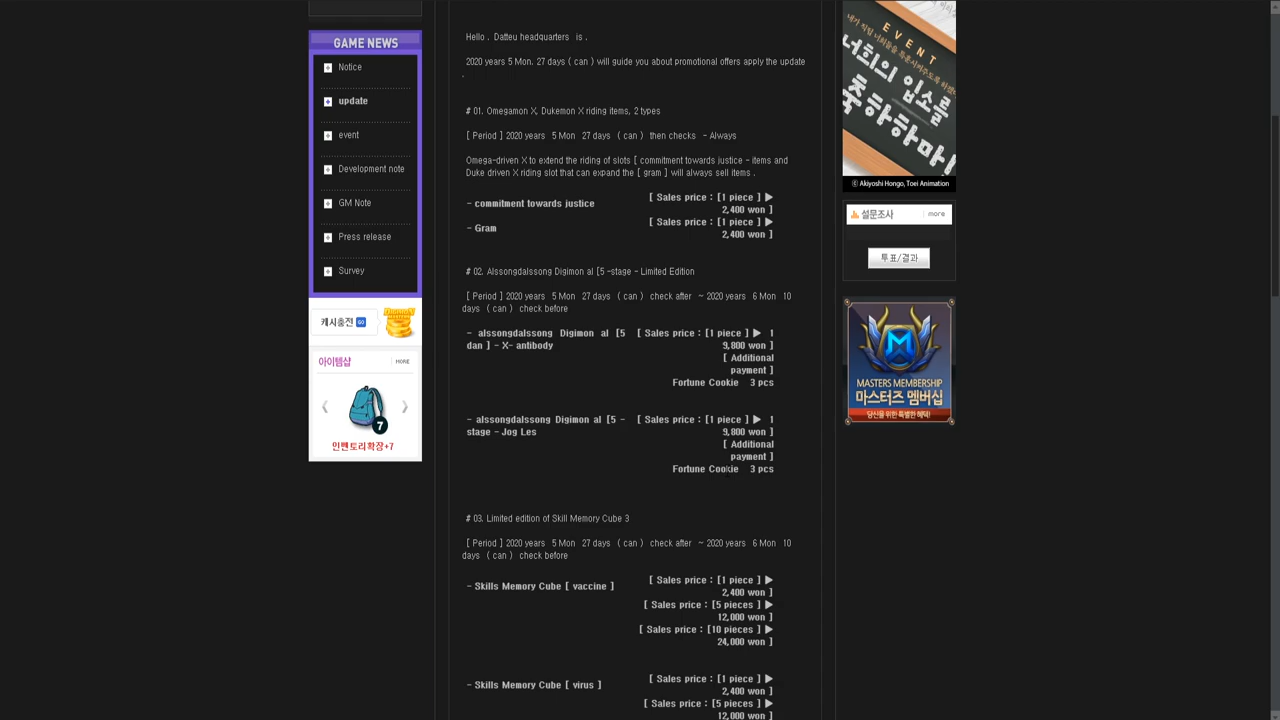 GAME NEWS
Notice
update
event
Development note
GM Note
Press release
Survey
캐시충전 GO
아이템샵 MORE
7
인벤토리확장+7
Hello . Datteu headquarters is .
2020 years 5 Mon. 27 days ( can ) will guide you about promotional offers apply the update
.
# 01. Omegamon X, Dukemon X riding items, 2 types
[ Period ] 2020 years 5 Mon 27 days ( can ) then checks - Always
Omega-driven X to extend the riding of slots [ commitment towards justice - items and
Duke driven X riding slot that can expand the [ gram ] will always sell items .
- commitment towards justice
[ Sales price : [1 piece ] ▶
2,400 won ]
- Gram
[ Sales price : [1 piece ] ▶
2,400 won ]
# 02. Alssongdalssong Digimon al [5 -stage - Limited Edition
[ Period ] 2020 years 5 Mon 27 days ( can ) check after ~ 2020 years 6 Mon 10
days ( can ) check before
- alssongdalssong Digimon al [5
dan ] - X- antibody
[ Sales price : [1 piece ] ▶ 1
9,800 won ]
[ Additional
payment ]
Fortune Cookie 3 pcs
- alssongdalssong Digimon al [5 -
stage - Jog Les
[ Sales price : [1 piece ] ▶ 1
9,800 won ]
[ Additional
payment ]
Fortune Cookie 3 pcs
# 03. Limited edition of Skill Memory Cube 3
[ Period ] 2020 years 5 Mon 27 days ( can ) check after ~ 2020 years 6 Mon 10
days ( can ) check before
- Skills Memory Cube [ vaccine ]
[ Sales price : [1 piece ] ▶
2,400 won ]
[ Sales price : [5 pieces ] ▶
12,000 won ]
[ Sales price : [10 pieces ] ▶
24,000 won ]
- Skills Memory Cube [ virus ]
[ Sales price : [1 piece ] ▶
2,400 won ]
[ Sales price : [5 pieces ] ▶
12,000 won ]
EVENT
너희의 입소를
축하하마!
© Akiyoshi Hongo, Toei Animation
설문조사 more
투표/결과
MASTERS MEMBERSHIP
마스터즈 멤버십
당신을 위한 특별한 혜택!